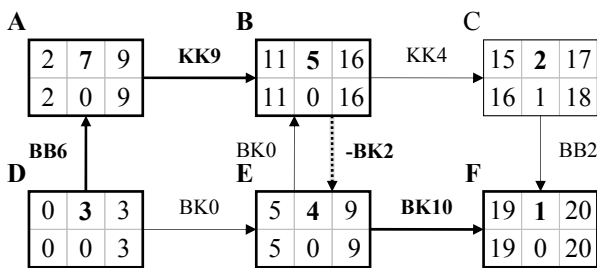 A
B
C
2 7 9
KK9
11 5 16
KK4
15 2 17
2 0 9
11 0 16
16 1 18
BB6
BK0
-BK2
BB2
D
E
F
0 3 3
BK0
5 4 9
BK10
19 1 20
0 0 3
5 0 9
19 0 20